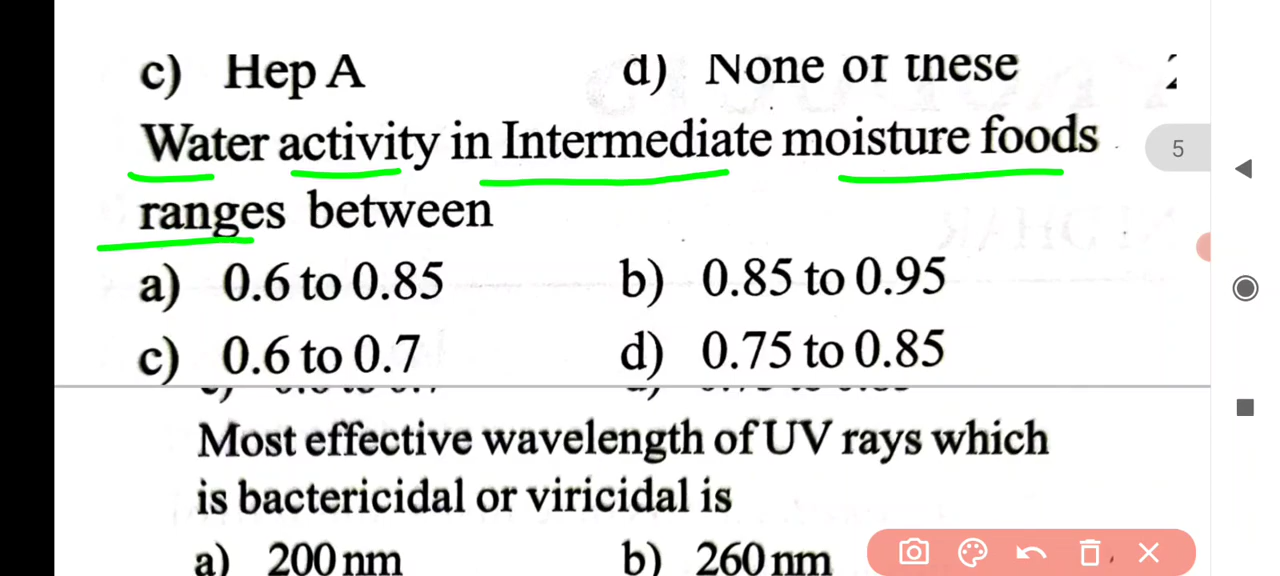 c) Hep A d) None of these
Water activity in Intermediate moisture foods
ranges between
a) 0.6 to 0.85 b) 0.85 to 0.95
c) 0.6 to 0.7 d) 0.75 to 0.85
Most effective wavelength of UV rays which
is bactericidal or viricidal is
a) 200 nm b) 260 nm
5